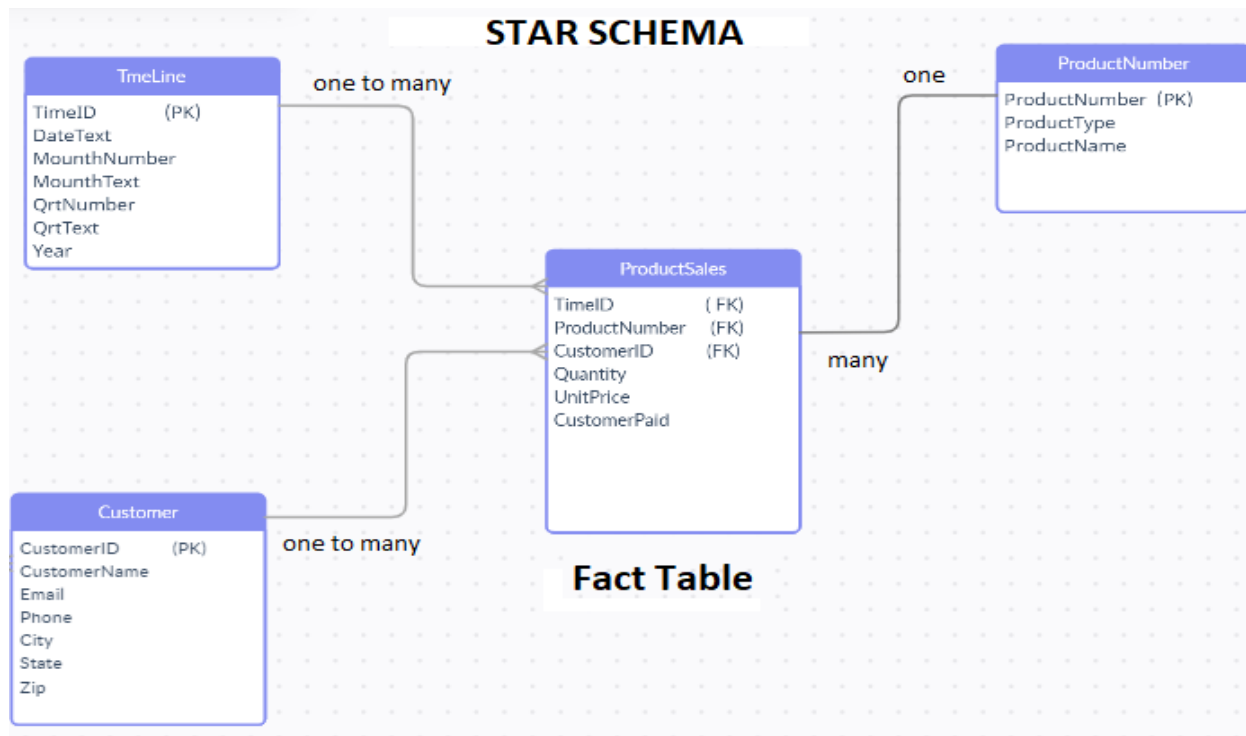 STAR SCHEMA
TmeLine
TimeID (PK)
DateText
MounthNumber
MounthText
QrtNumber
QrtText
Year
one to many
one
ProductNumber
ProductNumber (PK)
ProductType
ProductName
ProductSales
TimeID ( FK)
ProductNumber (FK)
CustomerID (FK)
Quantity
UnitPrice
CustomerPaid
many
Customer
CustomerID (PK)
CustomerName
Email
Phone
City
State
Zip
one to many
Fact Table